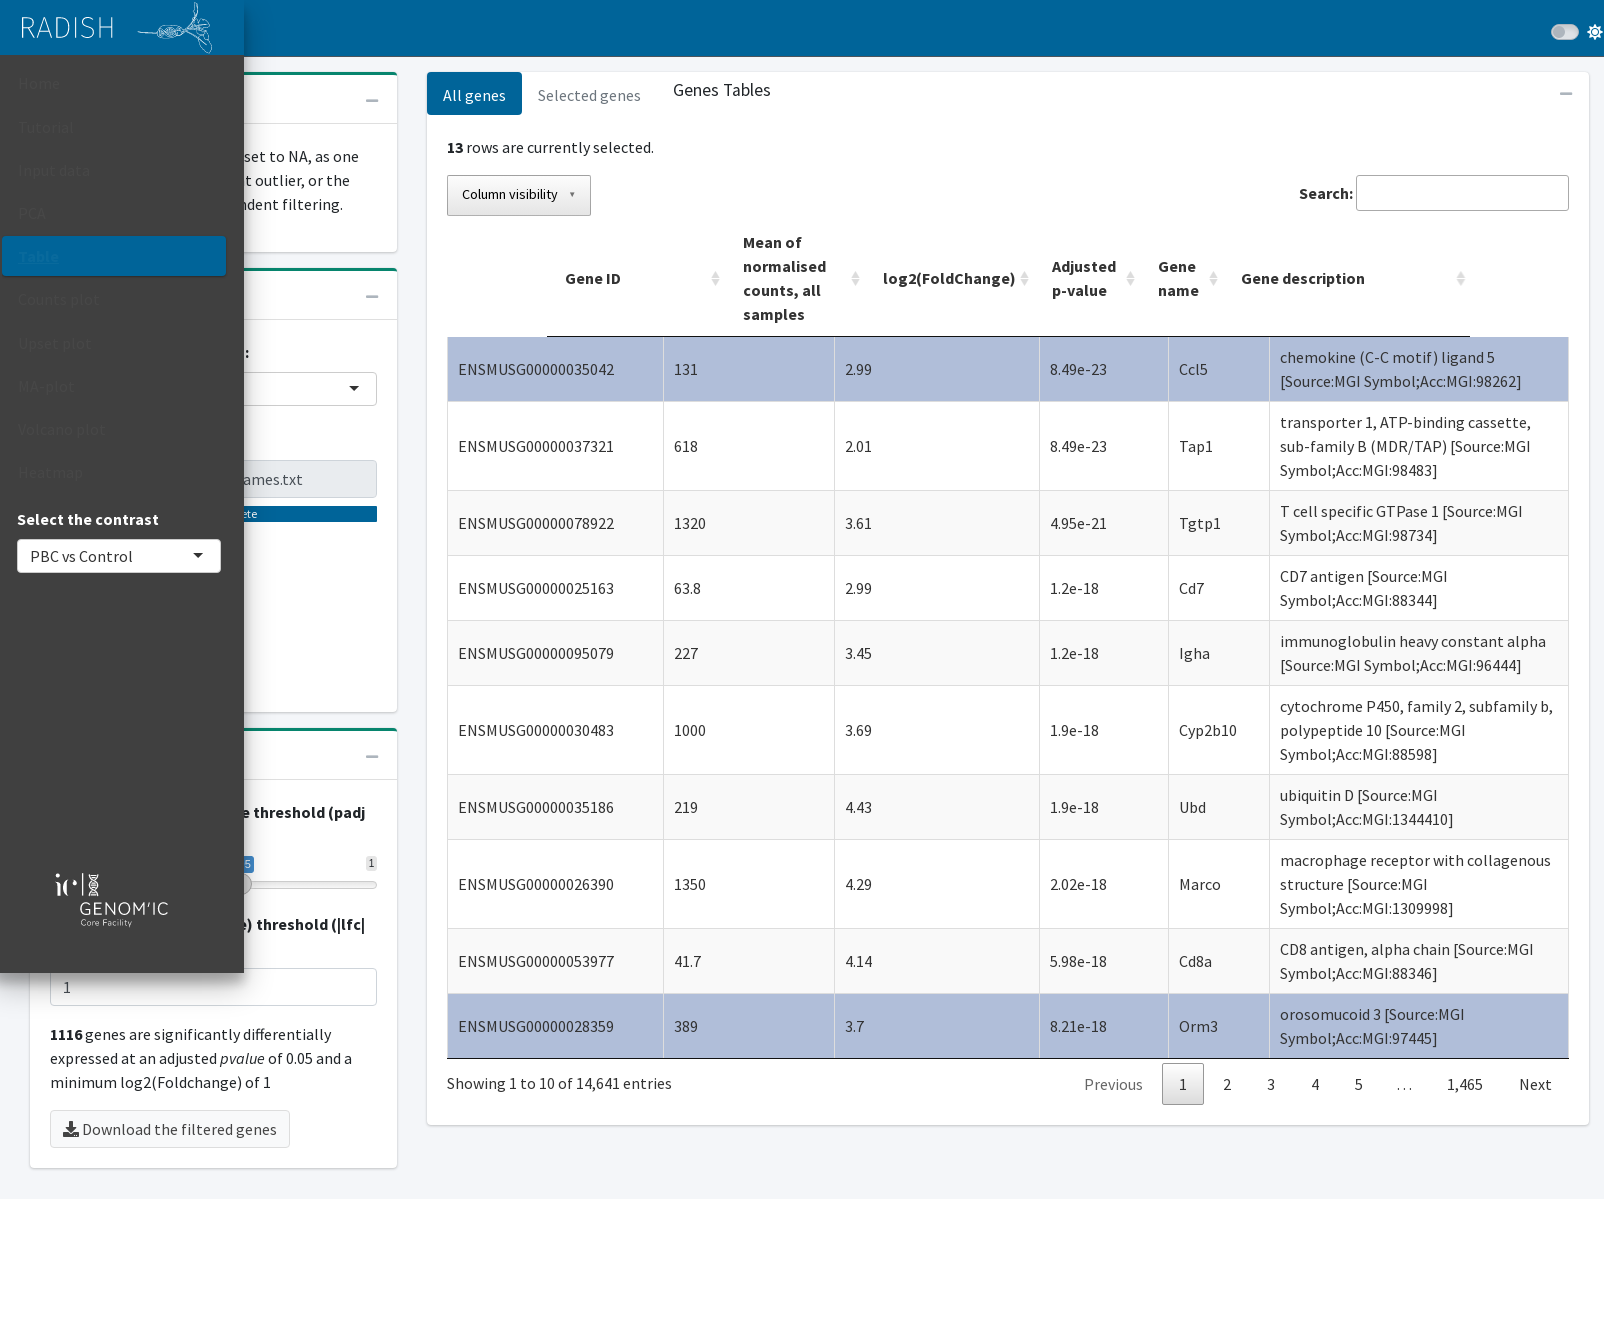 RADISH
Home
Tutorial
Input data
PCA
Table
Counts plot
Upset plot
MA-plot
Volcano plot
Heatmap
Select the contrast
PBC vs Control
ic
GENOM'IC
Core Facility
set to NA, as one
t outlier, or the
ndent filtering.
:
ames.txt
ete
e threshold (padj
5
1
e) threshold (|lfc|
1
1116 genes are significantly differentially
expressed at an adjusted pvalue of 0.05 and a
minimum log2(Foldchange) of 1
Download the filtered genes
All genes Selected genes Genes Tables
13 rows are currently selected.
Column visibility
Search:
Gene ID Mean of normalised counts, all samples log2(FoldChange) Adjusted p-value Gene name Gene description
ENSMUSG00000035042 131 2.99 8.49e-23 Ccl5 chemokine (C-C motif) ligand 5
[Source:MGI Symbol;Acc:MGI:98262]
ENSMUSG00000037321 618 2.01 8.49e-23 Tap1 transporter 1, ATP-binding cassette,
sub-family B (MDR/TAP) [Source:MGI
Symbol;Acc:MGI:98483]
ENSMUSG00000078922 1320 3.61 4.95e-21 Tgtp1 T cell specific GTPase 1 [Source:MGI
Symbol;Acc:MGI:98734]
ENSMUSG00000025163 63.8 2.99 1.2e-18 Cd7 CD7 antigen [Source:MGI
Symbol;Acc:MGI:88344]
ENSMUSG00000095079 227 3.45 1.2e-18 Igha immunoglobulin heavy constant alpha
[Source:MGI Symbol;Acc:MGI:96444]
ENSMUSG00000030483 1000 3.69 1.9e-18 Cyp2b10 cytochrome P450, family 2, subfamily b,
polypeptide 10 [Source:MGI
Symbol;Acc:MGI:88598]
ENSMUSG00000035186 219 4.43 1.9e-18 Ubd ubiquitin D [Source:MGI
Symbol;Acc:MGI:1344410]
ENSMUSG00000026390 1350 4.29 2.02e-18 Marco macrophage receptor with collagenous
structure [Source:MGI
Symbol;Acc:MGI:1309998]
ENSMUSG00000053977 41.7 4.14 5.98e-18 Cd8a CD8 antigen, alpha chain [Source:MGI
Symbol;Acc:MGI:88346]
ENSMUSG00000028359 389 3.7 8.21e-18 Orm3 orosomucoid 3 [Source:MGI
Symbol;Acc:MGI:97445]
Showing 1 to 10 of 14,641 entries
Previous 1 2 3 4 5 … 1,465 Next